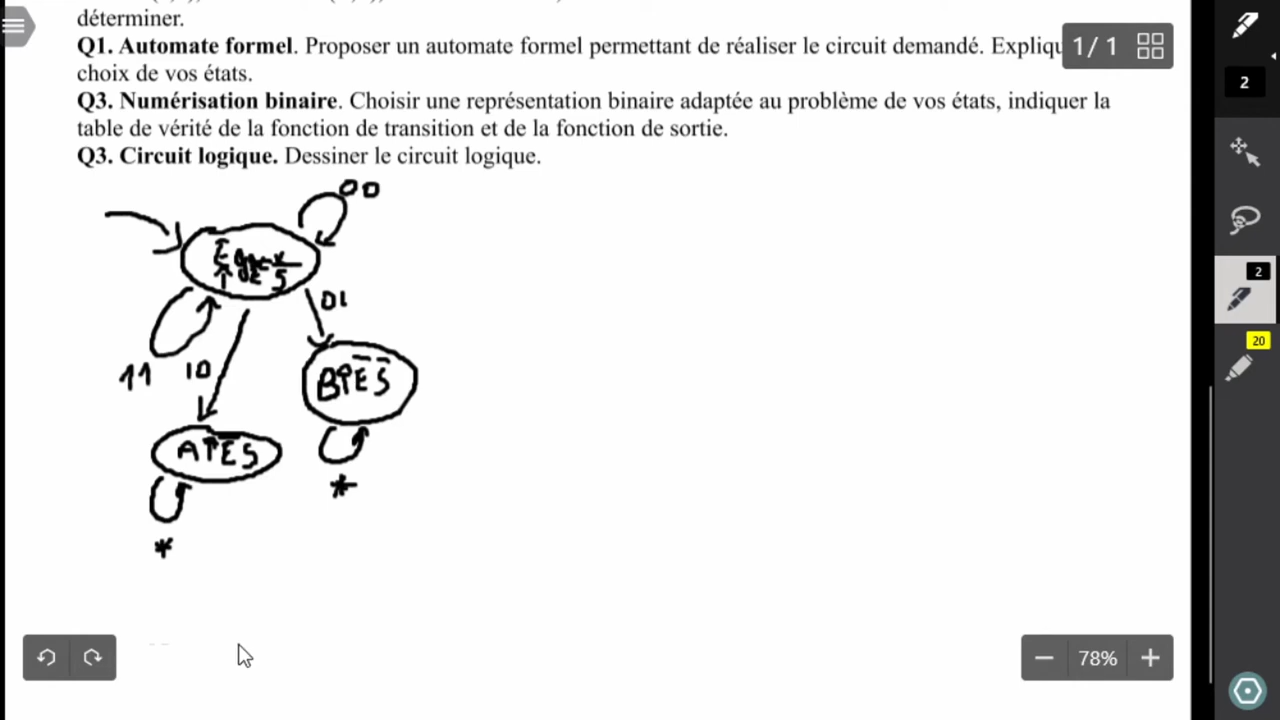 déterminer.
Q1. Automate formel. Proposer un automate formel permettant de réaliser le circuit demandé. Expliqu
1/1
choix de vos états.
Q3. Numérisation binaire. Choisir une représentation binaire adaptée au problème de vos états, indiquer la
2
table de vérité de la fonction de transition et de la fonction de sortie.
Q3. Circuit logique. Dessiner le circuit logique.
00
01
11
10
*
*
2
20
78%